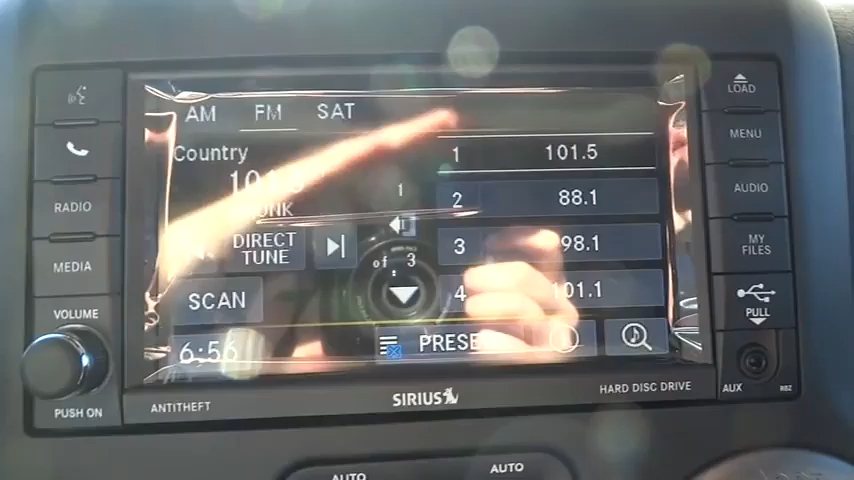 AM FM SAT
Country
1 101.5
1
2 88.1
DIRECT
TUNE
3 98.1
of 3
SCAN
4 101.1
6:56
RADIO
MEDIA
VOLUME
PUSH ON
LOAD
MENU
AUDIO
MY
FILES
PULL
AUX
RBZ
ANTITHEFT
SIRIUS
HARD DISC DRIVE
AUTO
AUTO